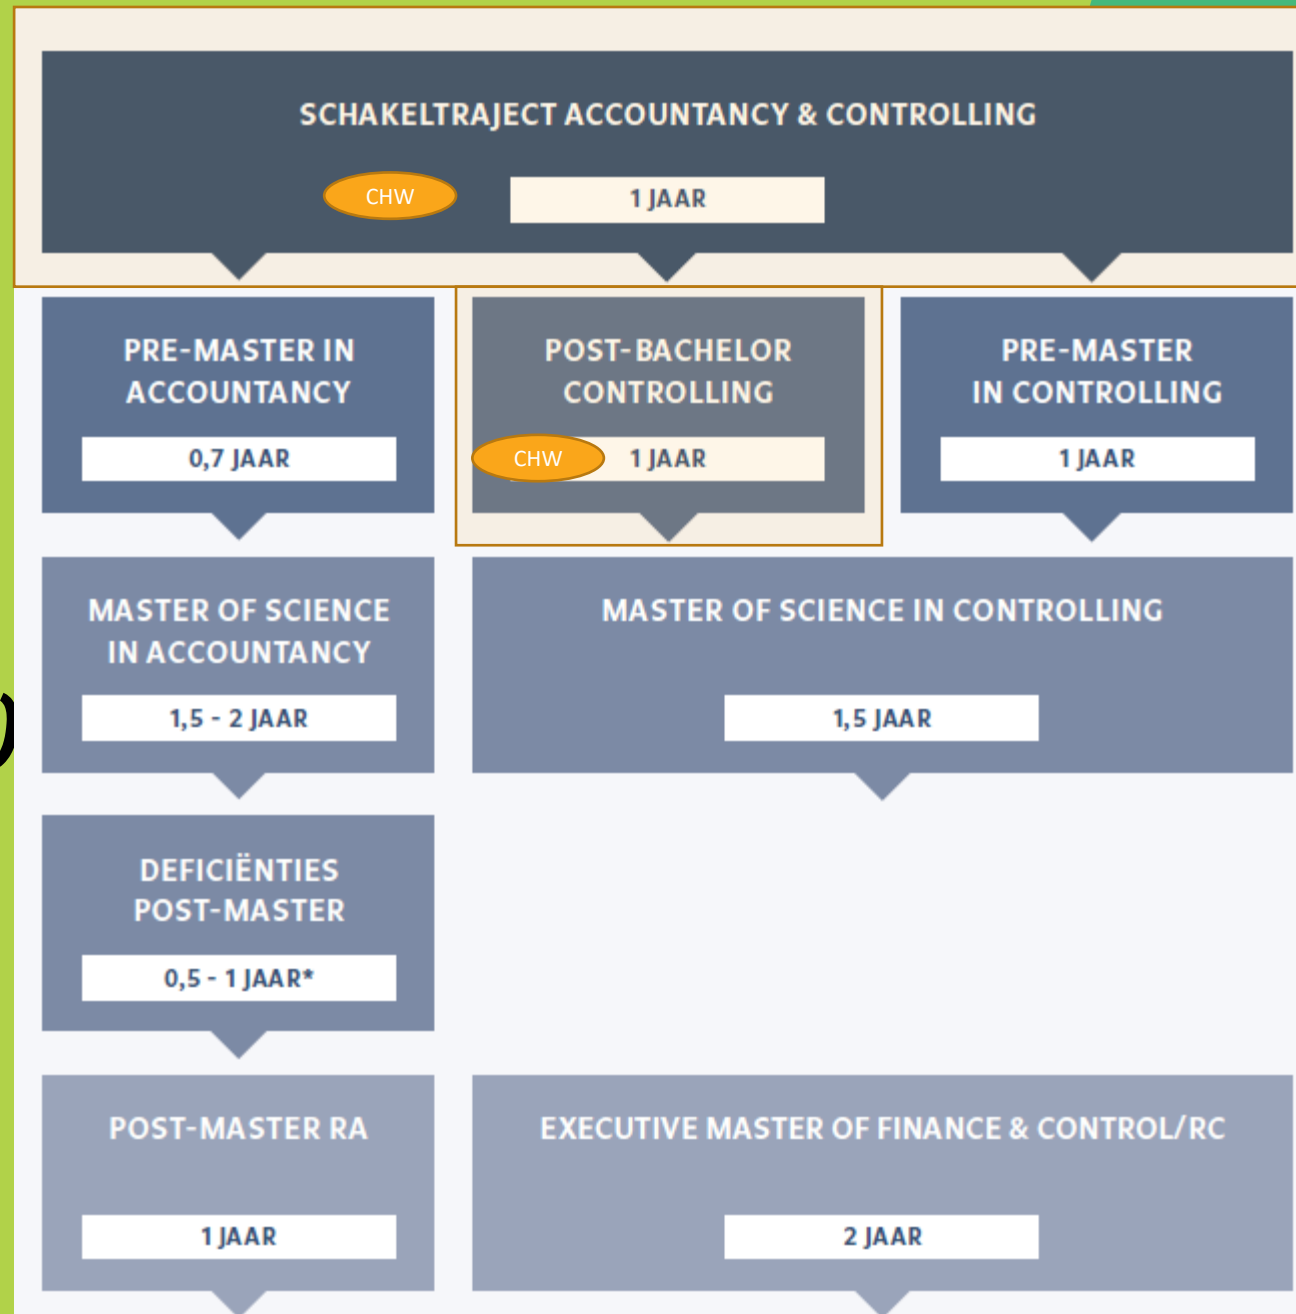 SCHAKELTRAJECT ACCOUNTANCY & CONTROLLING
CHW
1 JAAR
PRE-MASTER IN
ACCOUNTANCY
0,7 JAAR
POST-BACHELOR
CONTROLLING
CHW
1 JAAR
PRE-MASTER
IN CONTROLLING
1 JAAR
MASTER OF SCIENCE
IN ACCOUNTANCY
1,5 - 2 JAAR
MASTER OF SCIENCE IN CONTROLLING
1,5 JAAR
DEFICIËNTIES
POST-MASTER
0,5 - 1 JAAR*
POST-MASTER RA
1 JAAR
EXECUTIVE MASTER OF FINANCE & CONTROL/RC
2 JAAR